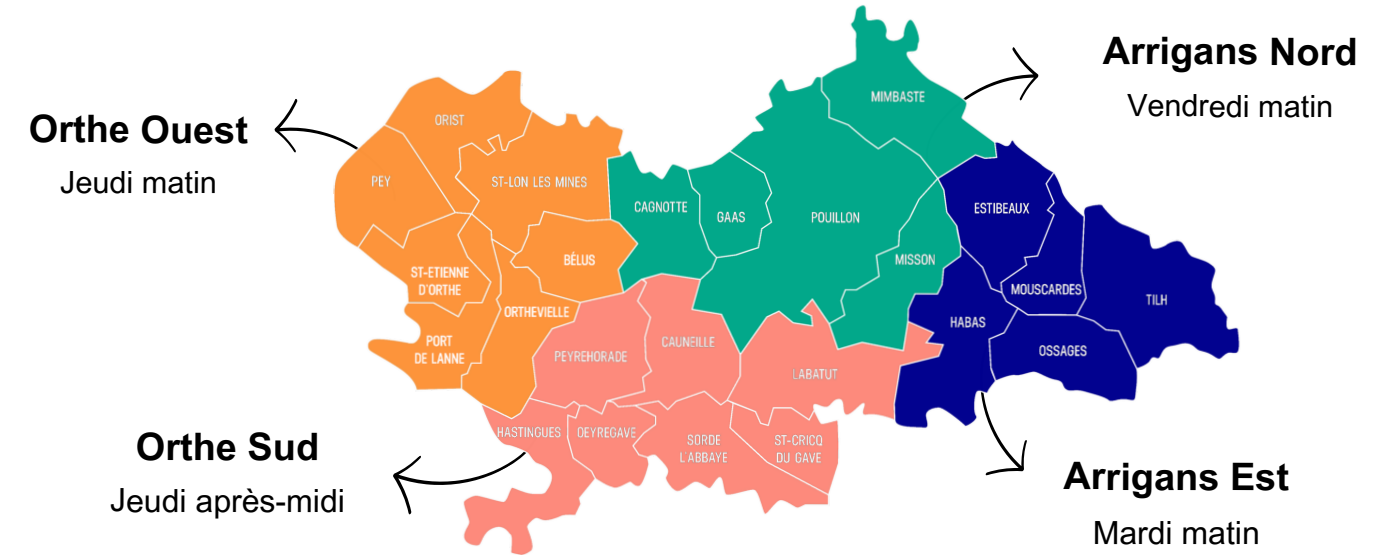 Orthe Ouest
Jeudi matin
Arrigans Nord
Vendredi matin
MIMBASTE
ORIST
PEY
ST-LON LES MINES
CAGNOTTE
GAAS
POUILLON
ESTIBEAUX
MISSON
BÉLUS
ST-ETIENNE
D'ORTHE
ORTHEVIELLE
MOUSCARDES
TILH
HABAS
PORT
DE LANNE
PEYREHORADE
CAUNEILLE
OSSAGES
LABATUT
HASTINGUES
OEYREGAVE
SORDE
L'ABBAYE
ST-CRICQ
DU GAVE
Orthe Sud
Jeudi après-midi
Arrigans Est
Mardi matin